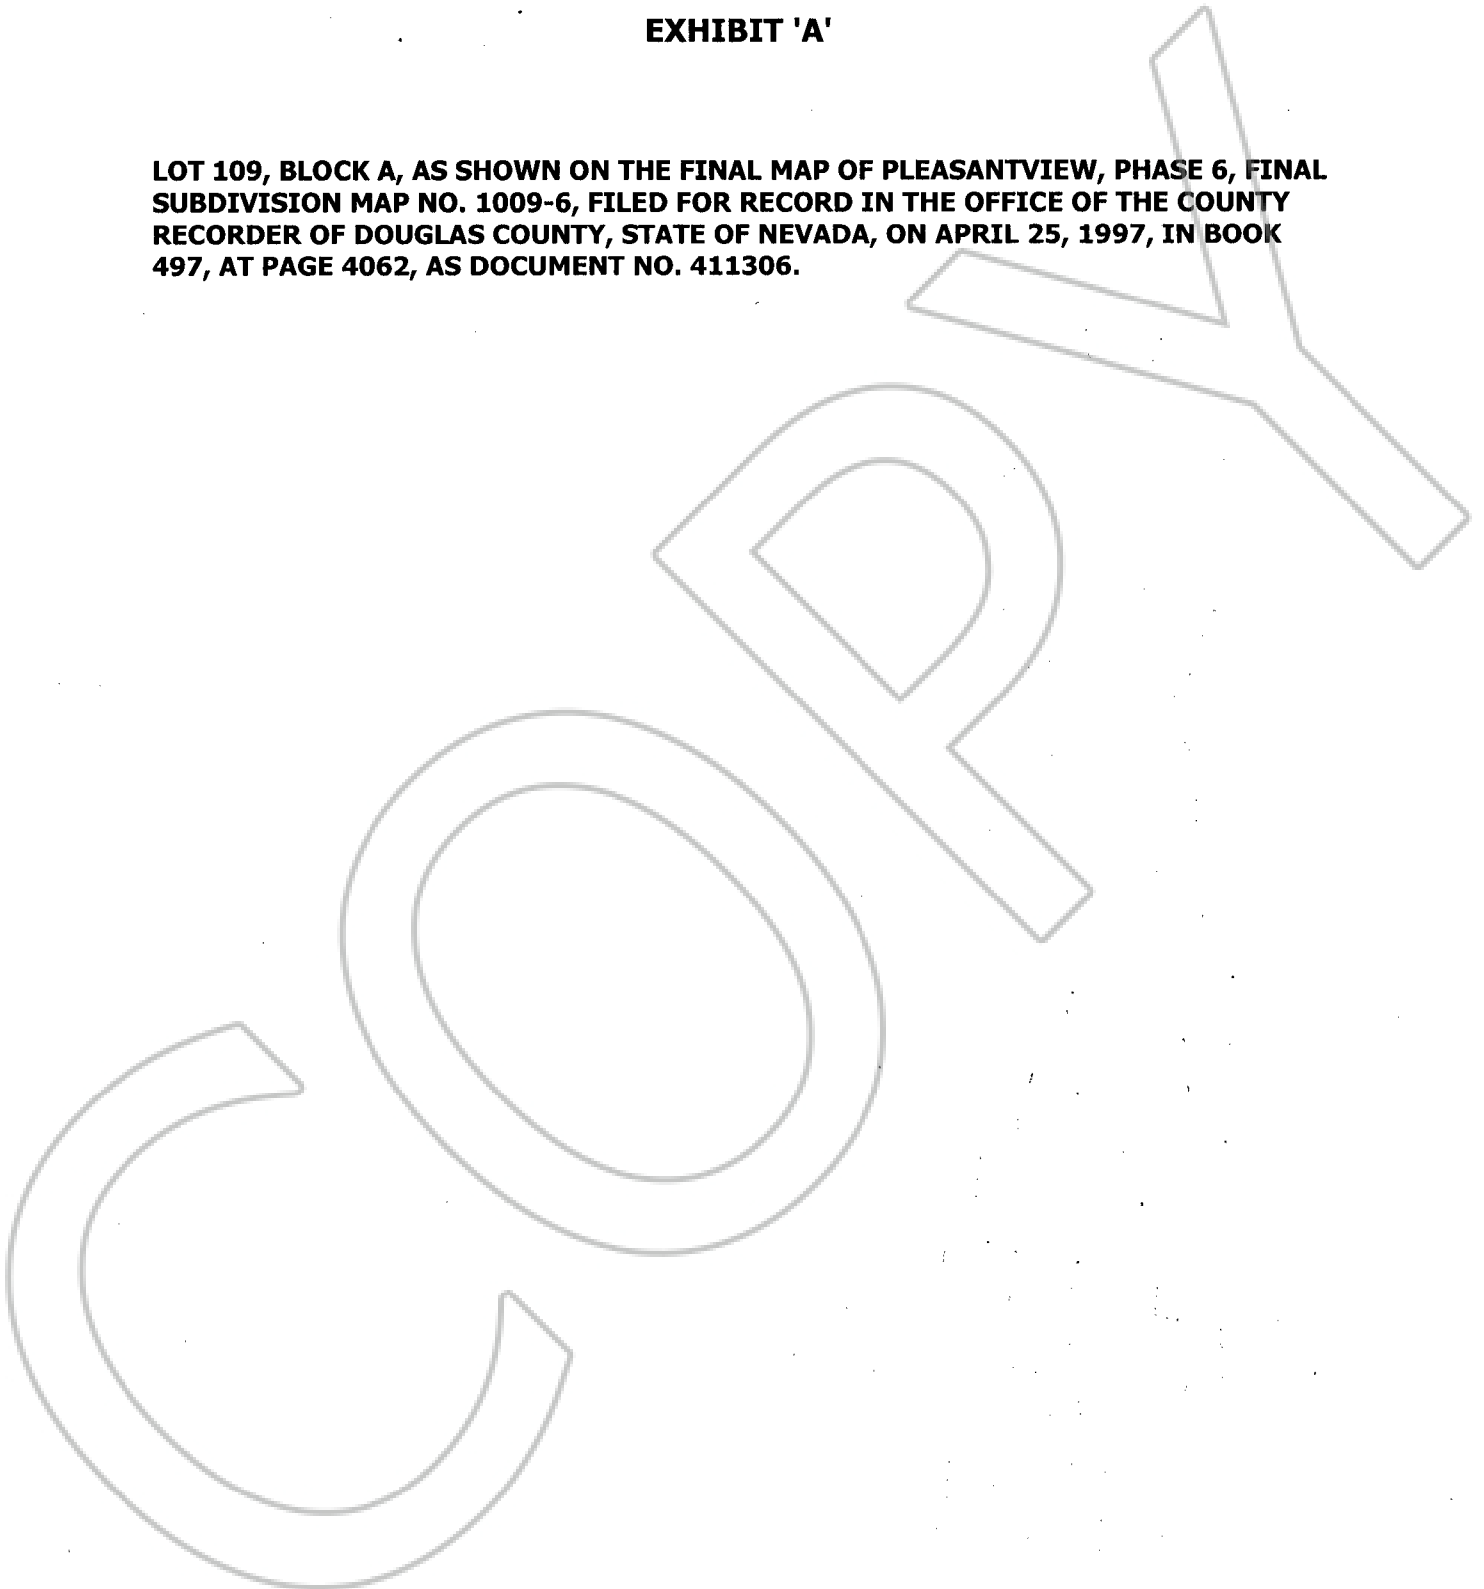 EXHIBIT 'A'
LOT 109, BLOCK A, AS SHOWN ON THE FINAL MAP OF PLEASANTVIEW, PHASE 6, FINAL
SUBDIVISION MAP NO. 1009-6, FILED FOR RECORD IN THE OFFICE OF THE COUNTY
RECORDER OF DOUGLAS COUNTY, STATE OF NEVADA, ON APRIL 25, 1997, IN BOOK
497, AT PAGE 4062, AS DOCUMENT NO. 411306.
COPY